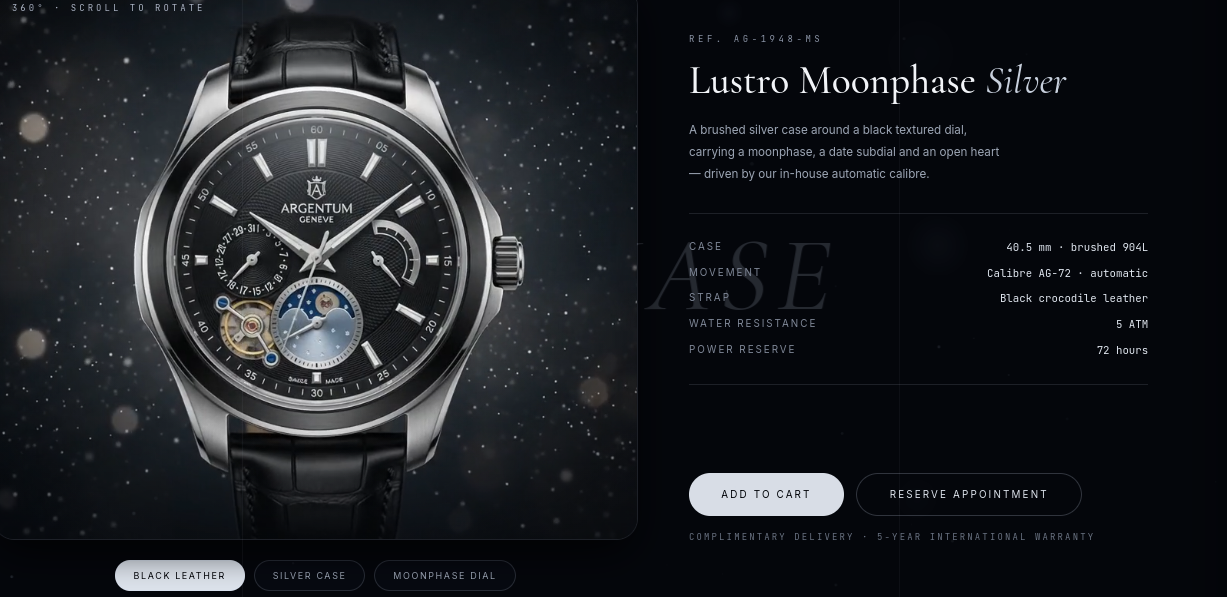 360° · SCROLL TO ROTATE
60
55
05
50
10
ARGENTUM
GENEVE
45
15
40
20
35
25
30
MADE
BLACK LEATHER
SILVER CASE
MOONPHASE DIAL
REF. AG-1948-MS
Lustro Moonphase Silver
A brushed silver case around a black textured dial,
carrying a moonphase, a date subdial and an open heart
— driven by our in-house automatic calibre.
ASE
CASE 40.5 mm · brushed 904L
MOVEMENT Calibre AG-72 · automatic
STRAP Black crocodile leather
WATER RESISTANCE 5 ATM
POWER RESERVE 72 hours
ADD TO CART
RESERVE APPOINTMENT
COMPLIMENTARY DELIVERY · 5-YEAR INTERNATIONAL WARRANTY